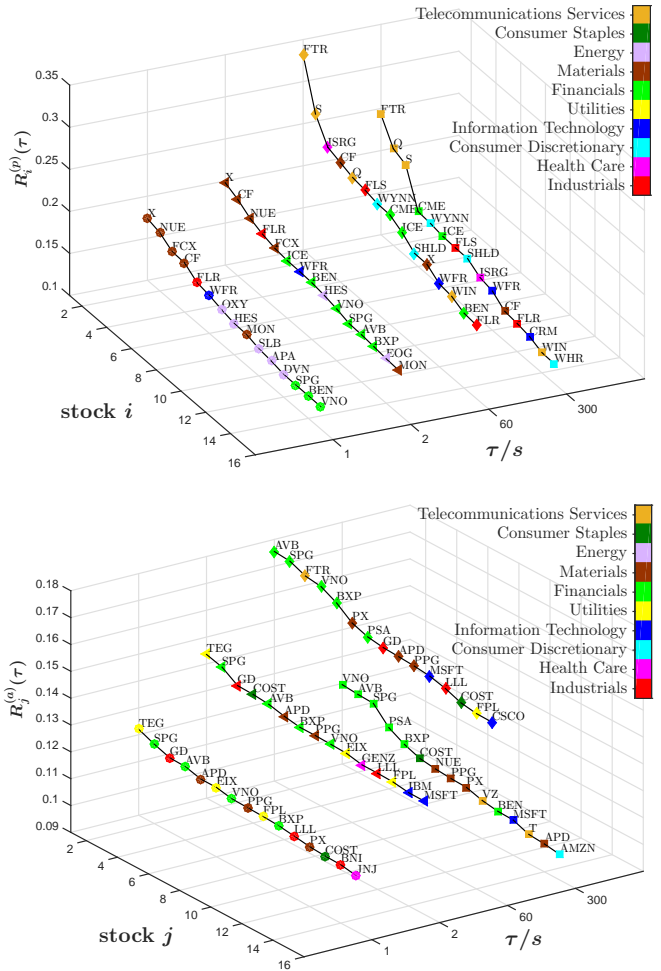 Telecommunications Services
Consumer Staples
Energy
Materials
Financials
Utilities
Information Technology
Consumer Discretionary
Health Care
Industrials
0.35
0.3
0.25
0.2
0.15
0.1
R_i^{(p)}(τ)
2
4
6
8
10
12
14
16
stock i
1
2
60
300
τ/s
X
NUE
FCX
CF
FLR
WFR
OXY
HES
MON
SLB
APA
DVN
SPG
BEN
VNO
X
CF
NUE
FLR
FCX
ICE
WFR
BEN
HES
VNO
SPG
AVB
BXP
EOG
MON
FTR
S
ISRG
CF
Q
FLS
WYNN
CME
ICE
SHLD
X
WFR
WIN
BEN
FLR
FTR
Q
S
CME
WYNN
ICE
FLS
SHLD
ISRG
WFR
CF
FLR
CRM
WIN
WHR
Telecommunications Services
Consumer Staples
Energy
Materials
Financials
Utilities
Information Technology
Consumer Discretionary
Health Care
Industrials
0.18
0.17
0.16
0.15
0.14
0.13
0.12
0.11
0.1
0.09
R_j^{(a)}(τ)
2
4
6
8
10
12
14
16
stock j
1
2
60
300
τ/s
TEG
SPG
GD
AVB
APD
EIX
VNO
PPG
FPL
BXP
LLL
PX
COST
BNI
JNJ
TEG
SPG
GD
COST
AVB
APD
BXP
PPG
VNO
EIX
GENZ
LLL
FPL
IBM
MSFT
AVB
SPG
FTR
VNO
BXP
PX
PSA
GD
APD
PPG
MSFT
LLL
COST
FPL
CSCO
VNO
AVB
SPG
PSA
BXP
COST
NUE
PPG
PX
VZ
BEN
MSFT
T
APD
AMZN